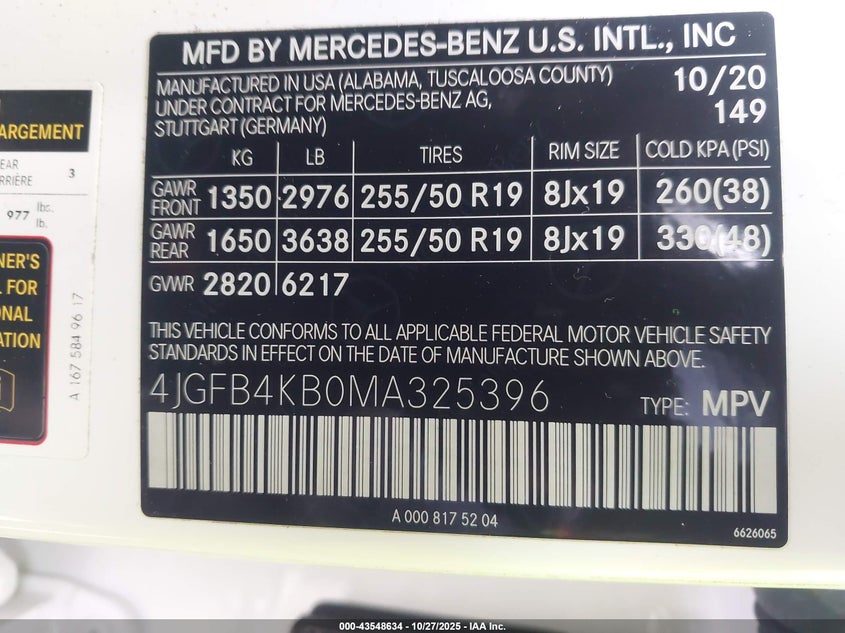 MFD BY MERCEDES-BENZ U.S. INTL., INC
MANUFACTURED IN USA (ALABAMA, TUSCALOOSA COUNTY) 10/20
UNDER CONTRACT FOR MERCEDES-BENZ AG, 149
STUTTGART (GERMANY)
KG LB TIRES RIM SIZE COLD KPA (PSI)
GAWR FRONT 1350 2976 255/50 R19 8Jx19 260(38)
GAWR REAR 1650 3638 255/50 R19 8Jx19 330(48)
GVWR 2820 6217
THIS VEHICLE CONFORMS TO ALL APPLICABLE FEDERAL MOTOR VEHICLE SAFETY
STANDARDS IN EFFECT ON THE DATE OF MANUFACTURE SHOWN ABOVE.
4JGFB4KB0MA325396 TYPE: MPV
A 000 817 52 04
6626065
ARGEMENT
EAR 3
RRIÈRE
977 lbs.
lb.
NER'S
L FOR
ONAL
ATION
A 167 584 96 17
000-43548634 - 10/27/2025 - IAA Inc.